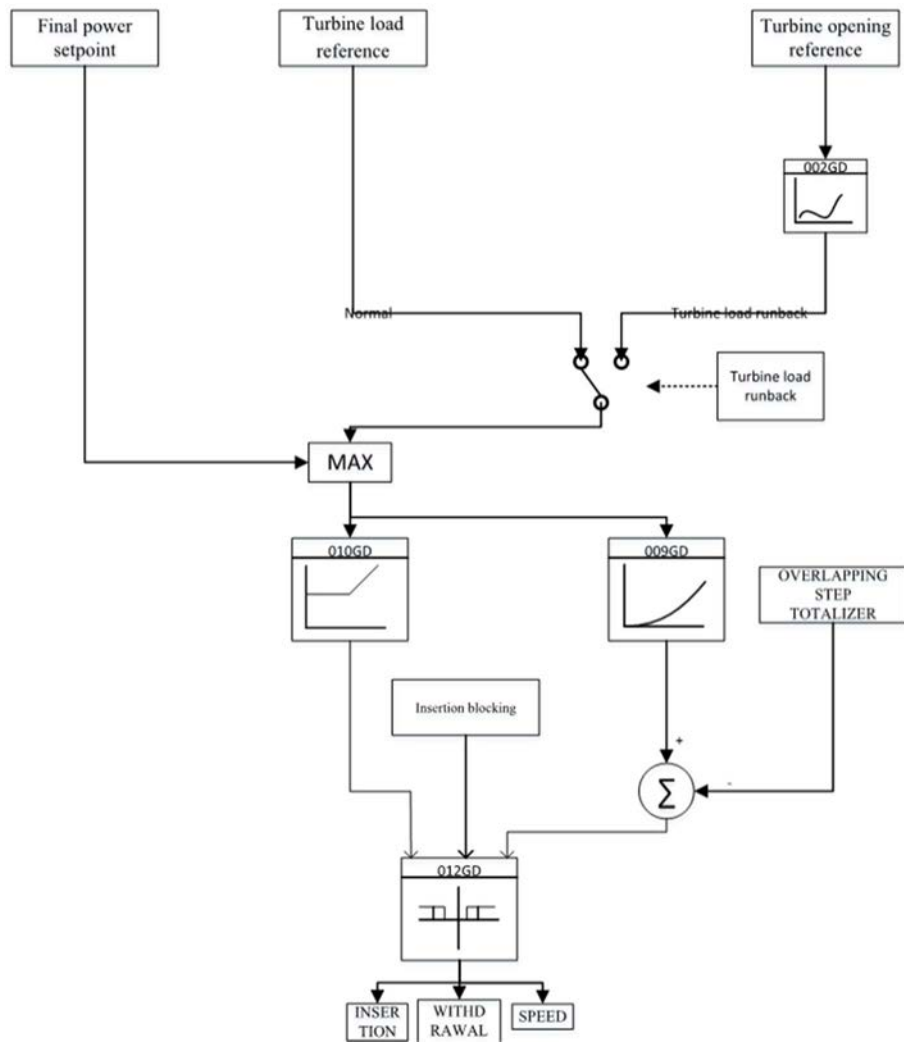 Final power
setpoint
Turbine load
reference
Turbine opening
reference
002GD
Normal
Turbine load runback
Turbine load
runback
MAX
010GD
009GD
OVERLAPPING
STEP
TOTALIZER
Insertion blocking
+
Σ
-
012GD
INSER
TION
WITHD
RAWAL
SPEED